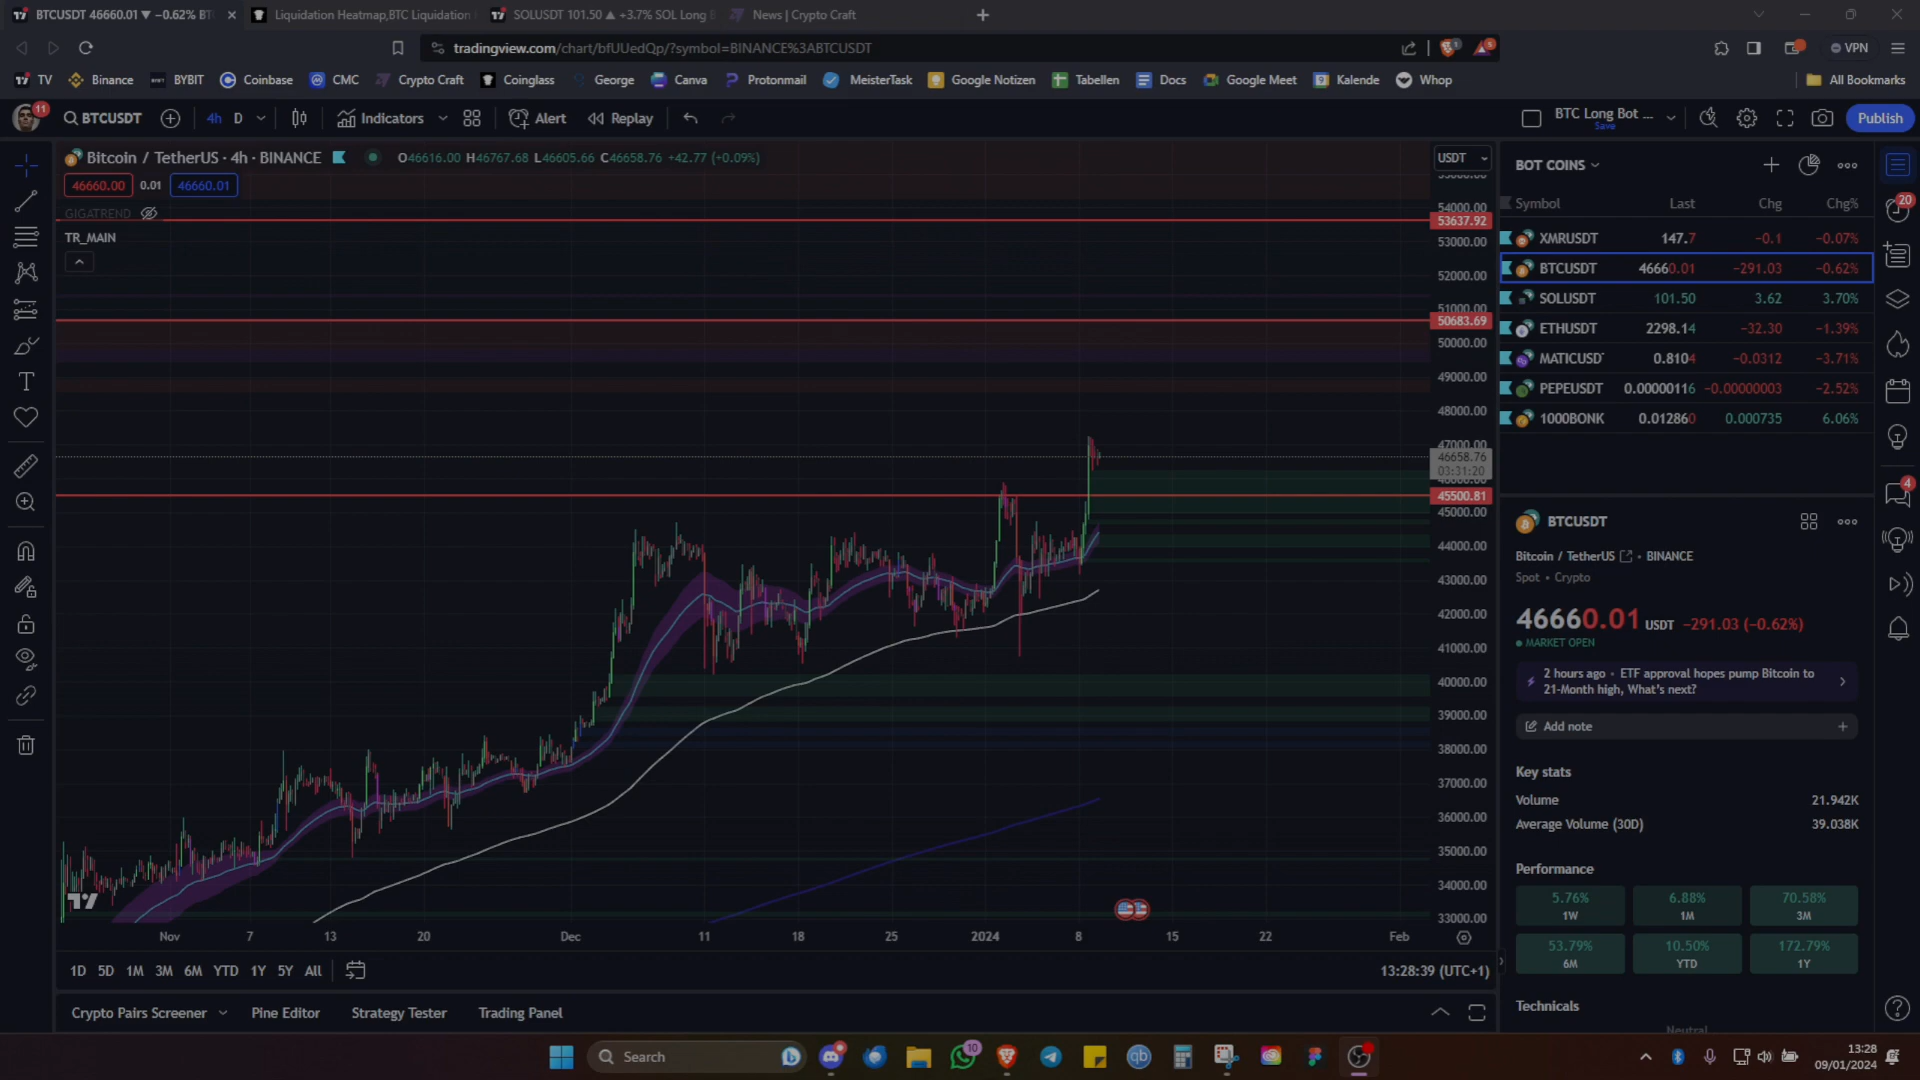 BTCUSDT 46660.01 ▼ −0.62% BT
Liquidation Heatmap,BTC Liquidation
SOLUSDT 101.50 ▲ +3.7% SOL Long B
News | Crypto Craft
tradingview.com/chart/bfUUedQp/?symbol=BINANCE%3ABTCUSDT
VPN
TV
Binance
BYBIT
Coinbase
CMC
Crypto Craft
Coinglass
George
Canva
Protonmail
MeisterTask
Google Notizen
Tabellen
Docs
Google Meet
Kalende
Whop
All Bookmarks
11
BTCUSDT
4h
D
Indicators
Alert
Replay
BTC Long Bot ...
Save
Publish
Bitcoin / TetherUS · 4h · BINANCE
O46616.00 H46767.68 L46605.66 C46658.76 +42.77 (+0.09%)
46660.00
0.01
46660.01
GIGATREND
TR_MAIN
USDT
55000.00
54000.00
53637.92
53000.00
52000.00
51000.00
50683.69
50000.00
49000.00
48000.00
47000.00
46658.76
03:31:20
46000.00
45500.81
45000.00
44000.00
43000.00
42000.00
41000.00
40000.00
39000.00
38000.00
37000.00
36000.00
35000.00
34000.00
33000.00
Nov
7
13
20
Dec
11
18
25
2024
8
15
22
Feb
1D
5D
1M
3M
6M
YTD
1Y
5Y
All
13:28:39 (UTC+1)
Crypto Pairs Screener
Pine Editor
Strategy Tester
Trading Panel
BOT COINS
Symbol Last Chg Chg%
XMRUSDT 147.7 −0.1 −0.07%
BTCUSDT 46660.01 −291.03 −0.62%
SOLUSDT 101.50 3.62 3.70%
ETHUSDT 2298.14 −32.30 −1.39%
MATICUSD 0.8104 −0.0312 −3.71%
PEPEUSDT 0.00000116 −0.00000003 −2.52%
1000BONK 0.012860 0.000735 6.06%
BTCUSDT
Bitcoin / TetherUS • BINANCE
Spot • Crypto
46660.01 USDT −291.03 (−0.62%)
MARKET OPEN
2 hours ago • ETF approval hopes pump Bitcoin to
21-Month high, What's next?
Add note
Key stats
Volume 21.942K
Average Volume (30D) 39.038K
Performance
5.76%
1W
6.88%
1M
70.58%
3M
53.79%
6M
10.50%
YTD
172.79%
1Y
Technicals
Neutral
20
4
Search
10
13:28
09/01/2024